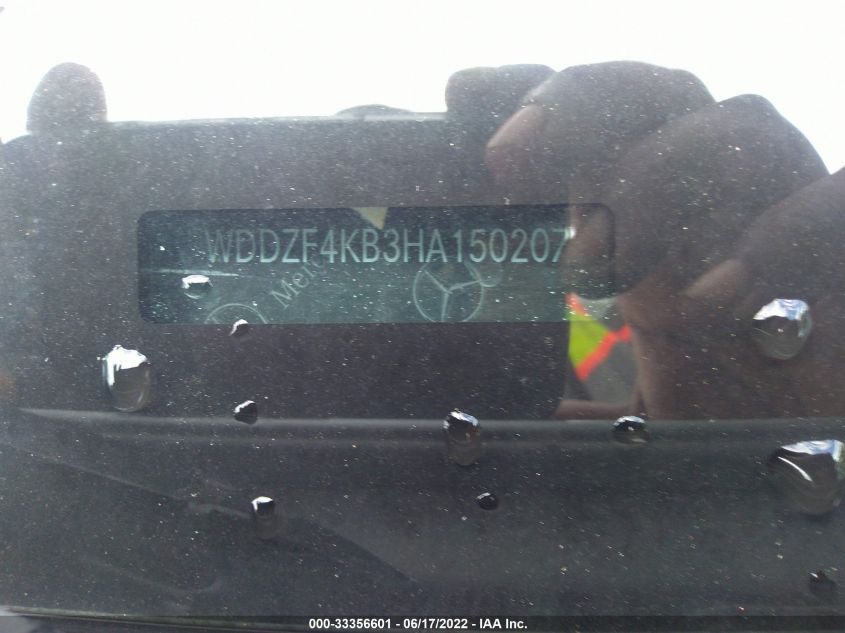 WDDZF4KB3HA150207
000-33356601 - 06/17/2022 - IAA Inc.